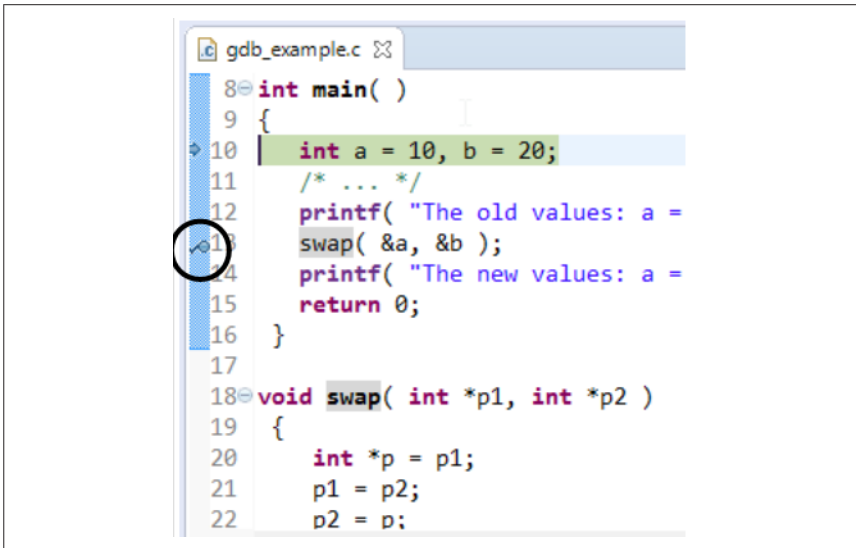 .c gdb_example.c
8 int main( )
9 {
10 int a = 10, b = 20;
11 /* ... */
12 printf( "The old values: a =
13 swap( &a, &b );
14 printf( "The new values: a =
15 return 0;
16 }
17
18 void swap( int *p1, int *p2 )
19 {
20 int *p = p1;
21 p1 = p2;
22 p2 = p;